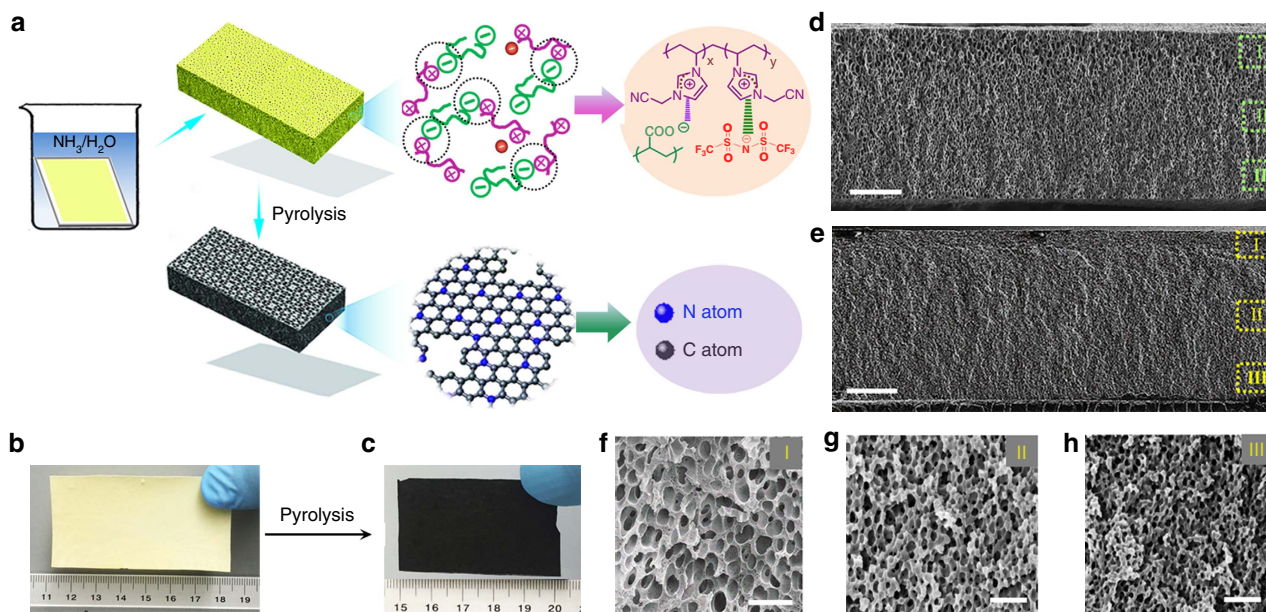 a
NH3/H2O
Pyrolysis
x
y
NC
N
N
N
N
CN
COO
F3C
S
N
S
CF3
O
O
O
O
N atom
C atom
d
I
II
e
I
II
III
b
11 12 13 14 15 16 17 18 19
Pyrolysis
c
15 16 17 18 19 20
f
I
g
II
h
III